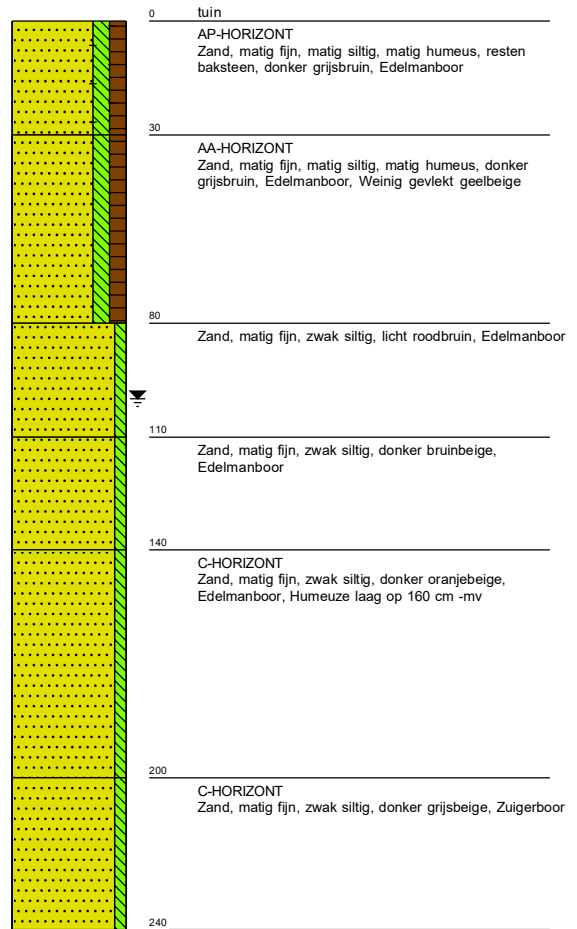 0
tuin
AP-HORIZONT
Zand, matig fijn, matig siltig, matig humeus, resten
baksteen, donker grijsbruin, Edelmanboor
30
AA-HORIZONT
Zand, matig fijn, matig siltig, matig humeus, donker
grijsbruin, Edelmanboor, Weinig gevlekt geelbeige
80
Zand, matig fijn, zwak siltig, licht roodbruin, Edelmanboor
110
Zand, matig fijn, zwak siltig, donker bruinbeige,
Edelmanboor
140
C-HORIZONT
Zand, matig fijn, zwak siltig, donker oranjebeige,
Edelmanboor, Humeuze laag op 160 cm -mv
200
C-HORIZONT
Zand, matig fijn, zwak siltig, donker grijsbeige, Zuigerboor
240